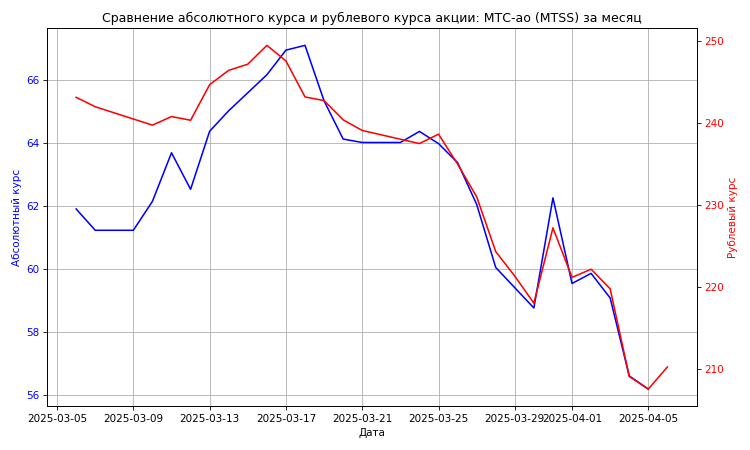 Сравнение абсолютного курса и рублевого курса акции: МТС-ао (MTSS) за месяц
Абсолютный курс
66
64
62
60
58
56
250
240
230
220
210
Рублевый курс
2025-03-05 2025-03-09 2025-03-13 2025-03-17 2025-03-21 2025-03-25 2025-03-29 2025-04-01 2025-04-05
Дата